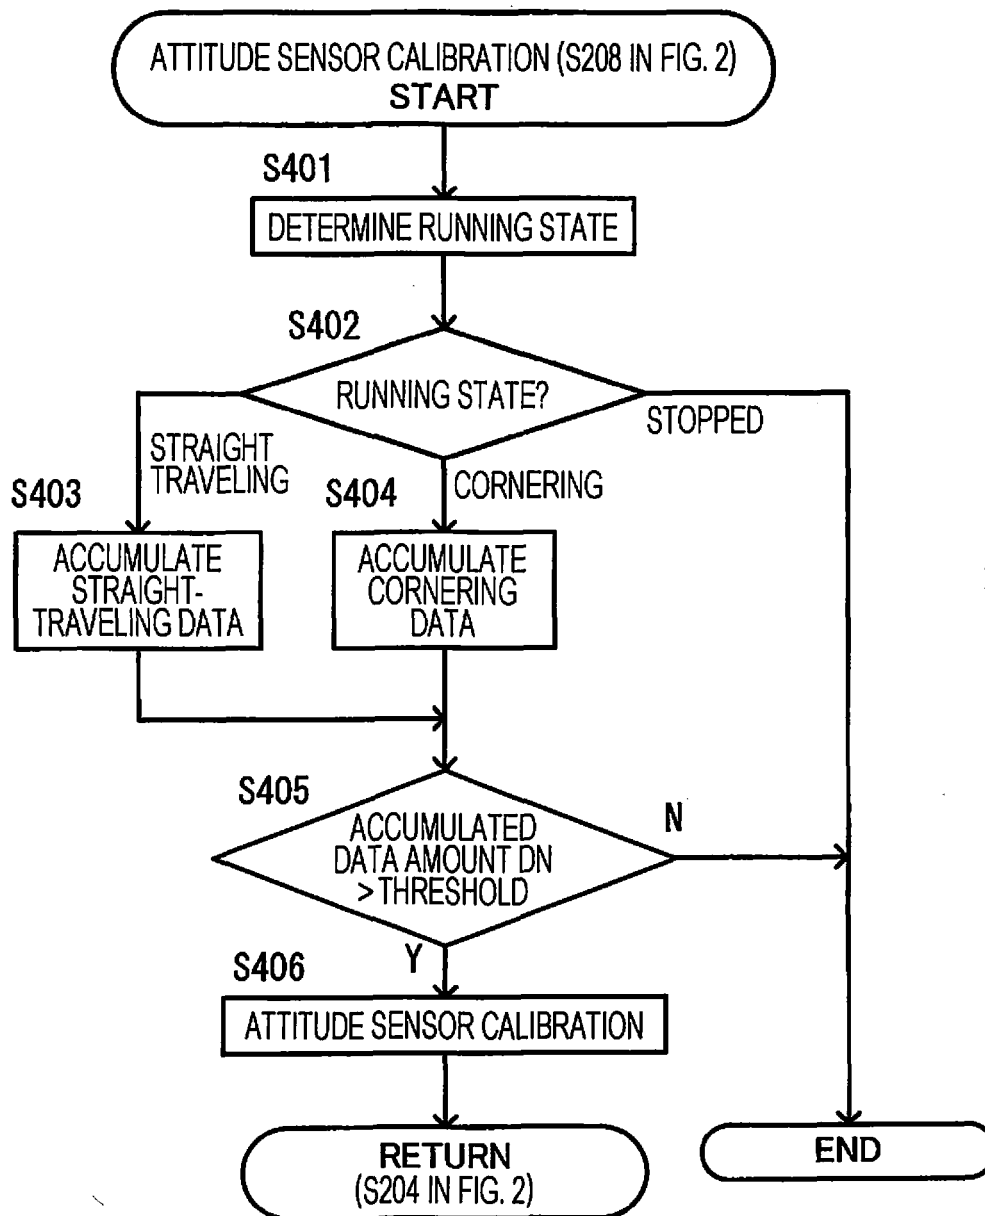 ATTITUDE SENSOR CALIBRATION (S208 IN FIG. 2)
START
S401
DETERMINE RUNNING STATE
S402
RUNNING STATE?
STOPPED
STRAIGHT
TRAVELING
CORNERING
S403
S404
ACCUMULATE
STRAIGHT-
TRAVELING DATA
ACCUMULATE
CORNERING
DATA
S405
ACCUMULATED
DATA AMOUNT DN
> THRESHOLD
N
Y
S406
ATTITUDE SENSOR CALIBRATION
RETURN
(S204 IN FIG. 2)
END